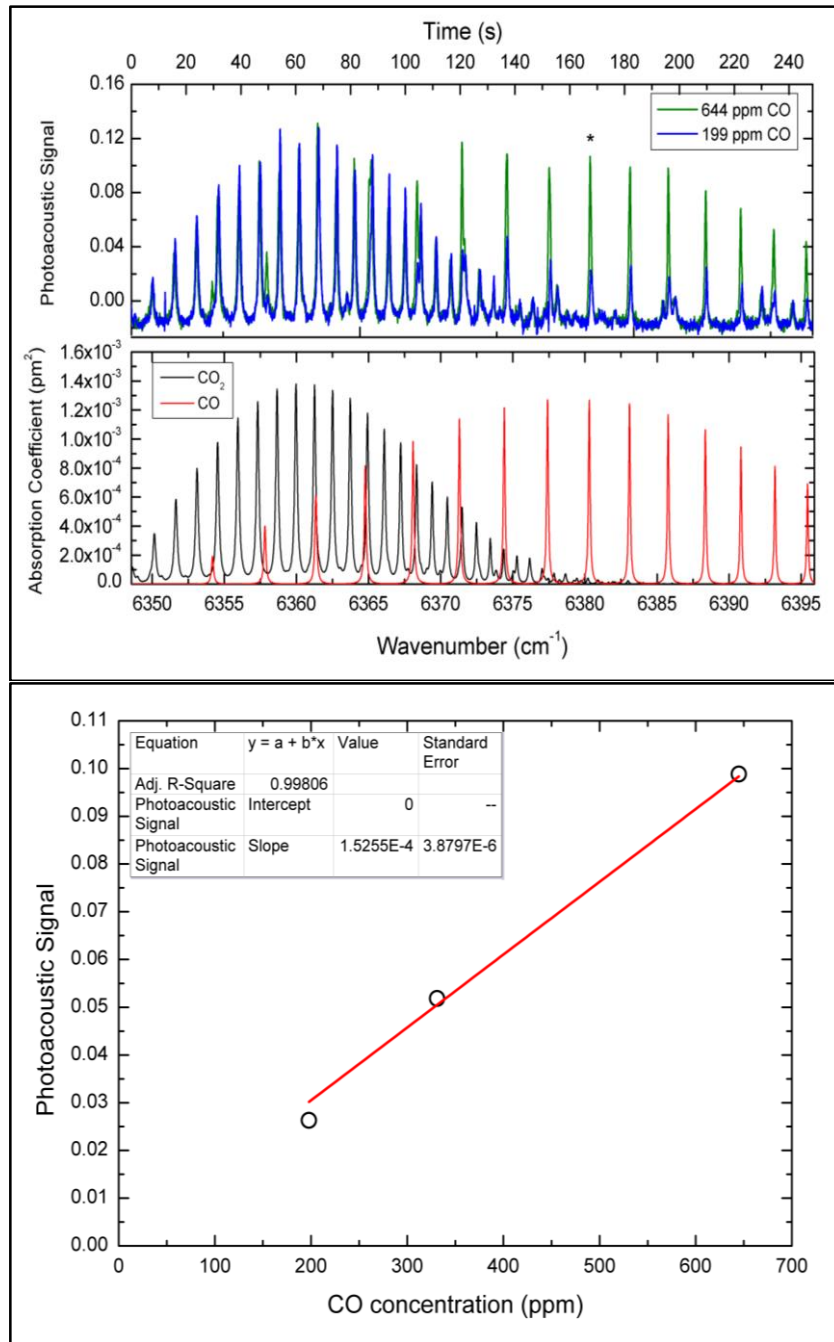 Time (s)
0 20 40 60 80 100 120 140 160 180 200 220 240
0.16
0.12
0.08
0.04
0.00
Photoacoustic Signal
644 ppm CO
199 ppm CO
*
1.6x10⁻³
1.4x10⁻³
1.2x10⁻³
1.0x10⁻³
8.0x10⁻⁴
6.0x10⁻⁴
4.0x10⁻⁴
2.0x10⁻⁴
0.0
Absorption Coefficient (pm²)
CO₂
CO
6350 6355 6360 6365 6370 6375 6380 6385 6390 6395
Wavenumber (cm⁻¹)
0.11
0.10
0.09
0.08
0.07
0.06
0.05
0.04
0.03
0.02
0.01
0.00
Photoacoustic Signal
Equation y = a + b*x Value Standard
Error
Adj. R-Square 0.99806
Photoacoustic Intercept 0 --
Signal
Photoacoustic Slope 1.5255E-4 3.8797E-6
Signal
0 100 200 300 400 500 600 700
CO concentration (ppm)